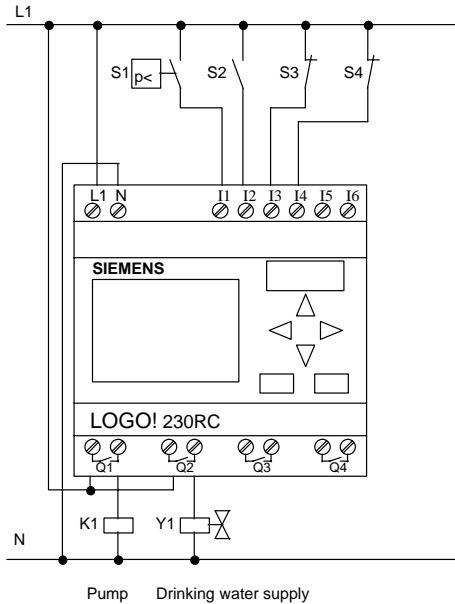 L1
S1 p< S2 S3 S4
L1 N I1 I2 I3 I4 I5 I6
SIEMENS
LOGO! 230RC
Q1 Q2 Q3 Q4
K1 Y1
N
Pump Drinking water supply